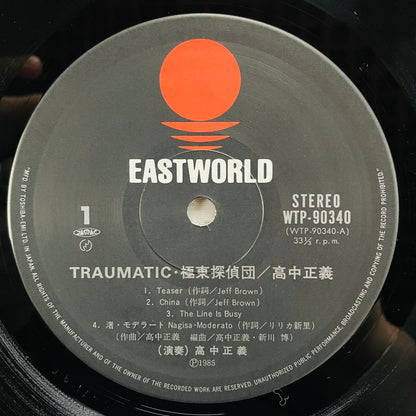 EASTWORLD
1
STEREO
WTP-90340
(WTP-90340-A)
33⅓ r.p.m.
TRAUMATIC・極東探偵団／高中正義
1. Teaser (作詞／Jeff Brown)
2. China (作詞／Jeff Brown)
3. The Line Is Busy
4. 渚・モデラート Nagisa-Moderato (作詞／リリカ新里)
(作曲／高中正義　編曲／高中正義・新川 博)
(演奏) 高中正義
Ⓟ1985
"MFD BY TOSHIBA-EMI LTD. IN JAPAN. ALL RIGHTS OF THE MANUFACTURER AND OF THE OWNER OF THE RECORDED WORK ARE RESERVED. UNAUTHORISED PUBLIC PERFORMANCE, BROADCASTING AND COPYING OF THE RECORD PROHIBITED."